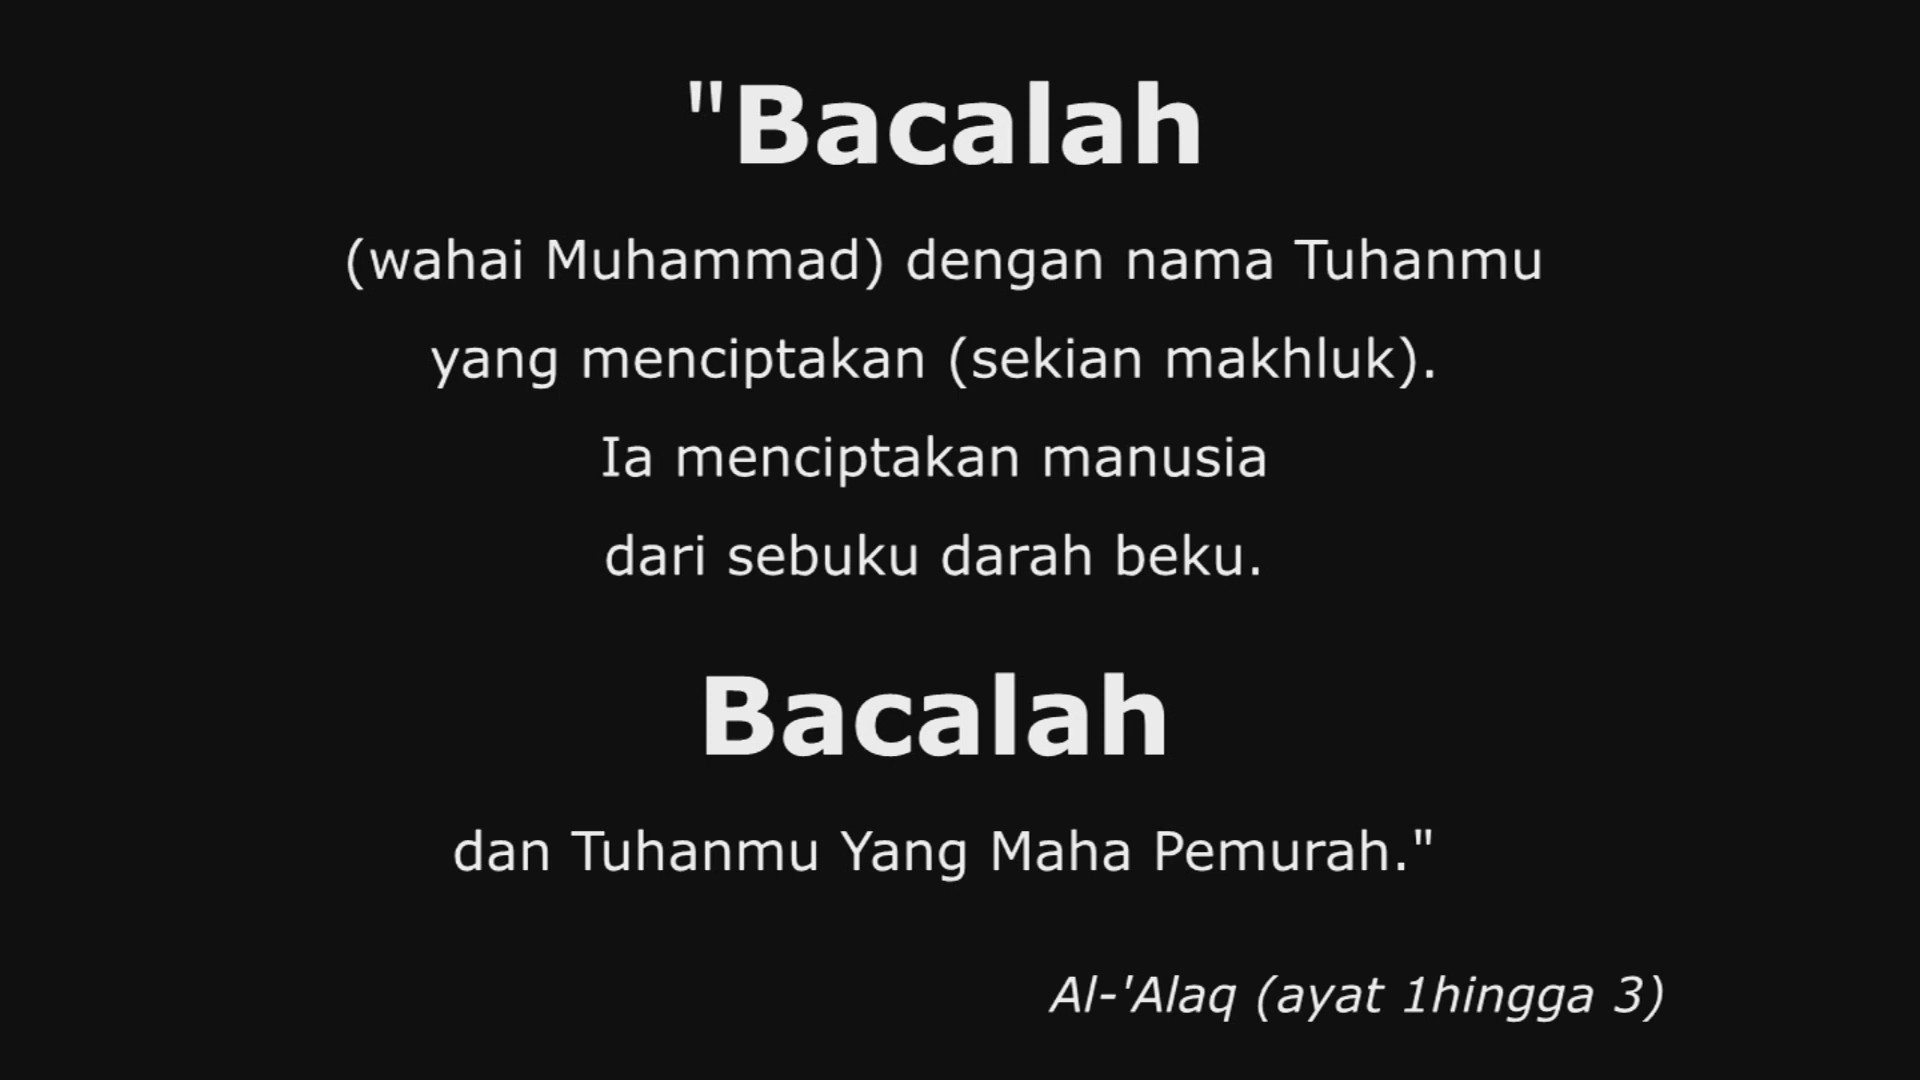 "Bacalah
(wahai Muhammad) dengan nama Tuhanmu
yang menciptakan (sekian makhluk).
Ia menciptakan manusia
dari sebuku darah beku.
Bacalah
dan Tuhanmu Yang Maha Pemurah."
Al-'Alaq (ayat 1hingga 3)